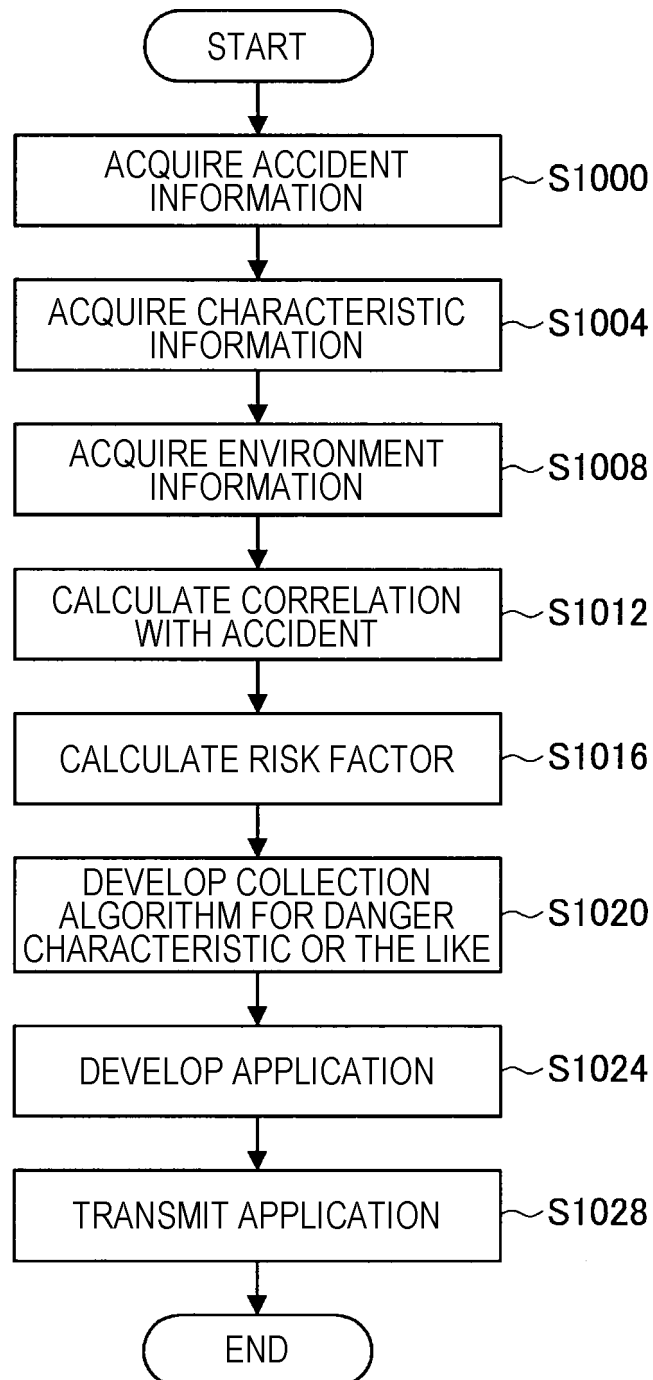 START
ACQUIRE ACCIDENT
INFORMATION
S1000
ACQUIRE CHARACTERISTIC
INFORMATION
S1004
ACQUIRE ENVIRONMENT
INFORMATION
S1008
CALCULATE CORRELATION
WITH ACCIDENT
S1012
CALCULATE RISK FACTOR
S1016
DEVELOP COLLECTION
ALGORITHM FOR DANGER
CHARACTERISTIC OR THE LIKE
S1020
DEVELOP APPLICATION
S1024
TRANSMIT APPLICATION
S1028
END